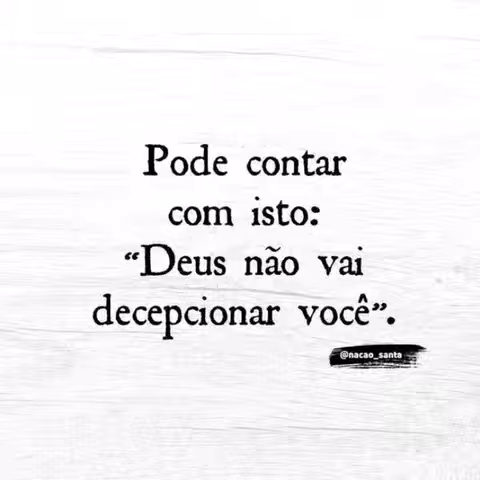 Pode contar
com isto:
“Deus não vai
decepcionar você”.
@nacao_santa